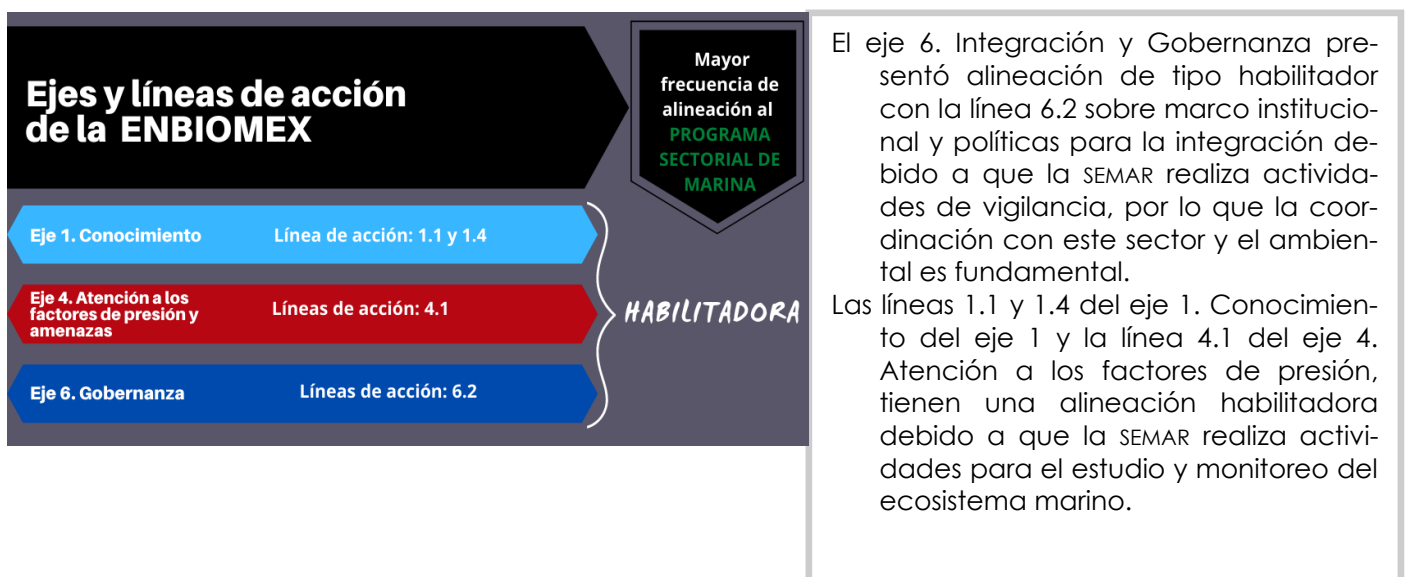 Ejes y líneas de acción
de la ENBIOMEX
Mayor
frecuencia de
alineación al
PROGRAMA
SECTORIAL DE
MARINA
Eje 1. Conocimiento
Línea de acción: 1.1 y 1.4
Eje 4. Atención a los
factores de presión y
amenazas
Líneas de acción: 4.1
Eje 6. Gobernanza
Líneas de acción: 6.2
HABILITADORA
El eje 6. Integración y Gobernanza pre-
sentó alineación de tipo habilitador
con la línea 6.2 sobre marco institucio-
nal y políticas para la integración de-
bido a que la SEMAR realiza activida-
des de vigilancia, por lo que la coor-
dinación con este sector y el ambien-
tal es fundamental.
Las líneas 1.1 y 1.4 del eje 1. Conocimien-
to del eje 1 y la línea 4.1 del eje 4.
Atención a los factores de presión,
tienen una alineación habilitadora
debido a que la SEMAR realiza activi-
dades para el estudio y monitoreo del
ecosistema marino.